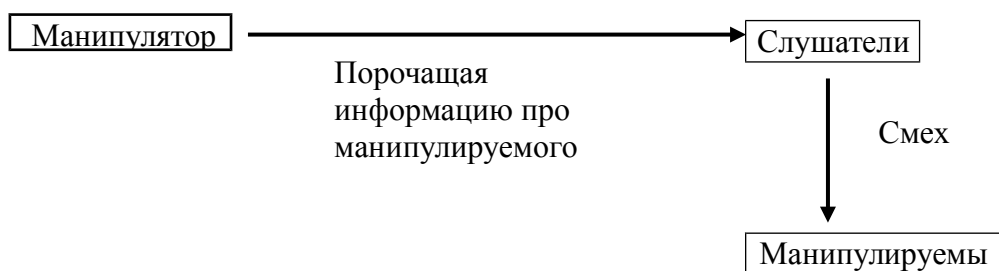 Манипулятор
Слушатели
Порочащая
информацию про
манипулируемого
Смех
Манипулируемы